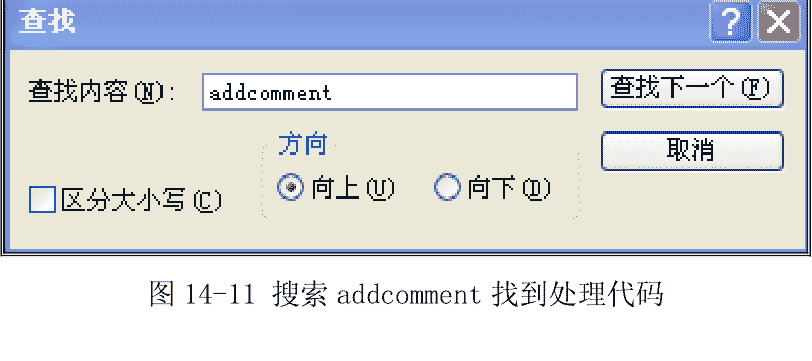 查找
查找内容(N):
addcomment
查找下一个(F)
方向
取消
区分大小写(C)
向上(U)
向下(D)
图 14-11 搜索 addcomment 找到处理代码